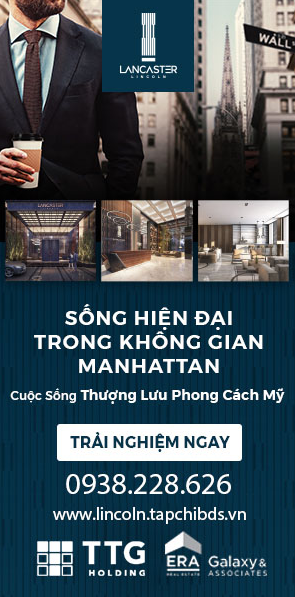 LANCASTER
LINCOLN
WALL
LANCASTER
SỐNG HIỆN ĐẠI
TRONG KHÔNG GIAN
MANHATTAN
Cuộc Sống Thượng Lưu Phong Cách Mỹ
TRẢI NGHIỆM NGAY
0938.228.626
www.lincoln.tapchibds.vn
TTG
HOLDING
ERA
REAL ESTATE
Galaxy &
ASSOCIATES